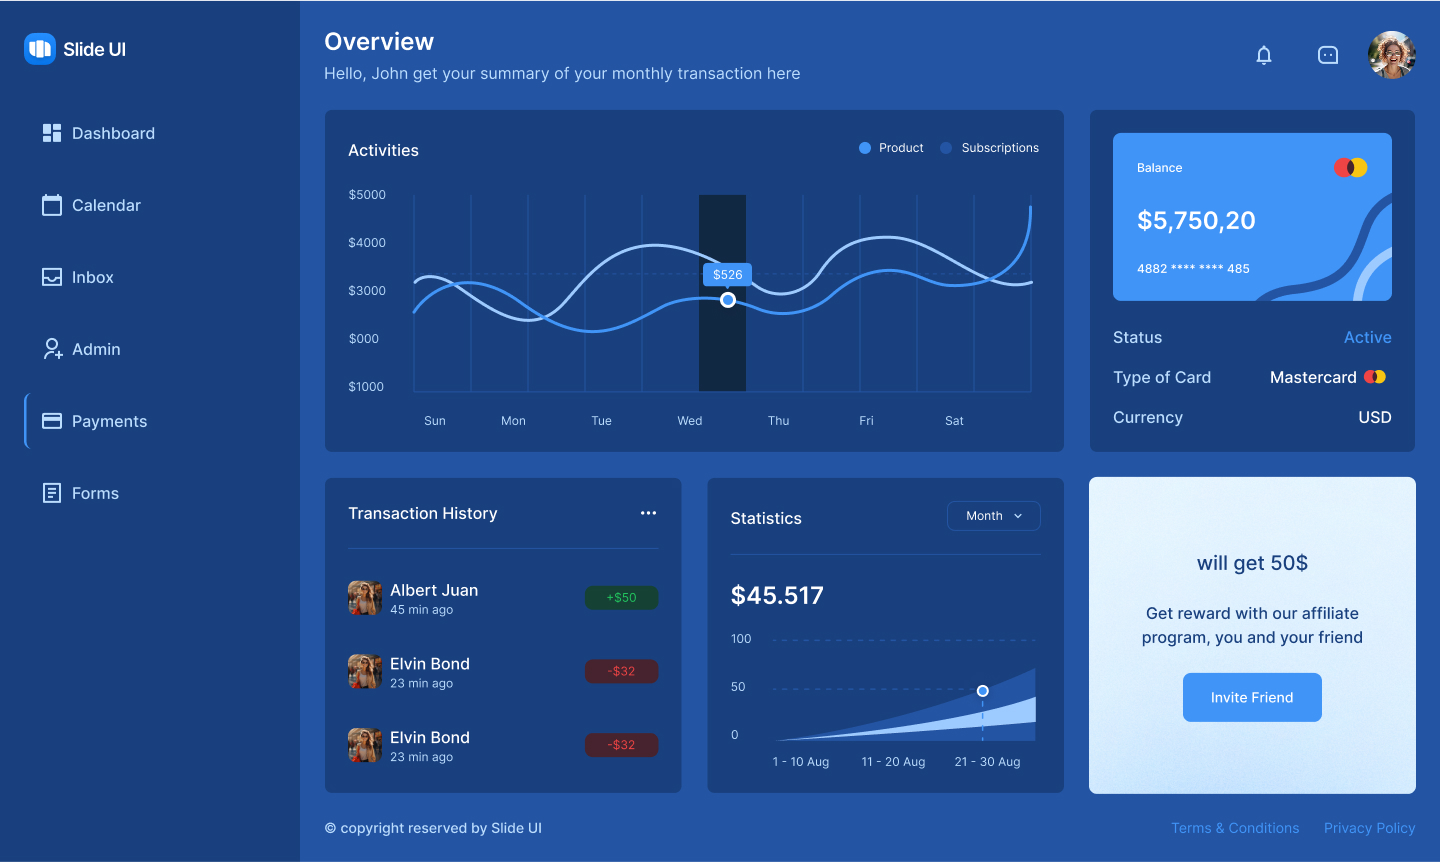 Slide UI
Dashboard
Calendar
Inbox
Admin
Payments
Forms
Overview
Hello, John get your summary of your monthly transaction here
Activities
Product
Subscriptions
$5000
$4000
$3000
$000
$1000
$526
Sun
Mon
Tue
Wed
Thu
Fri
Sat
Balance
$5,750,20
4882 **** **** 485
Status
Active
Type of Card
Mastercard
Currency
USD
Transaction History
Albert Juan
45 min ago
+$50
Elvin Bond
23 min ago
-$32
Elvin Bond
23 min ago
-$32
Statistics
Month
$45.517
100
50
0
1 - 10 Aug
11 - 20 Aug
21 - 30 Aug
will get 50$
Get reward with our affiliate
program, you and your friend
Invite Friend
© copyright reserved by Slide UI
Terms & Conditions
Privacy Policy